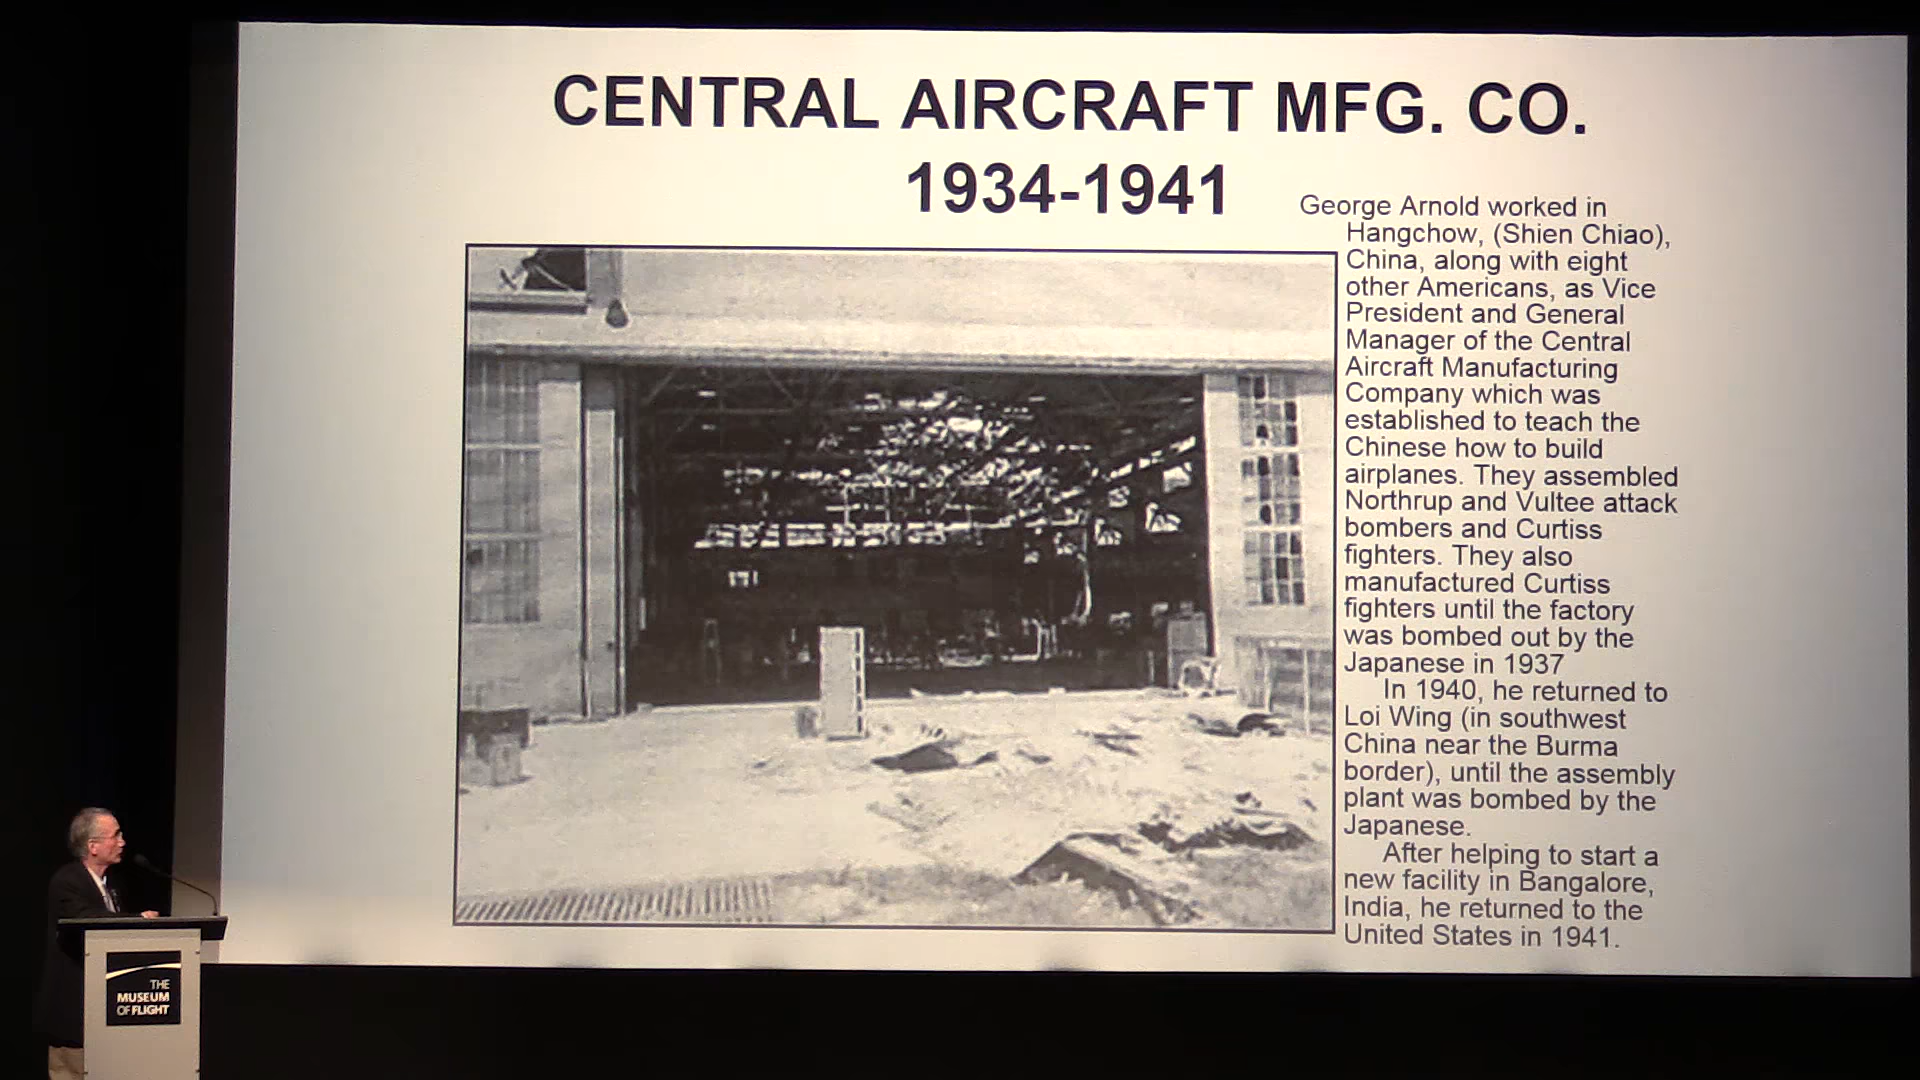 CENTRAL AIRCRAFT MFG. CO.
1934-1941
George Arnold worked in
Hangchow, (Shien Chiao),
China, along with eight
other Americans, as Vice
President and General
Manager of the Central
Aircraft Manufacturing
Company which was
established to teach the
Chinese how to build
airplanes. They assembled
Northrup and Vultee attack
bombers and Curtiss
fighters. They also
manufactured Curtiss
fighters until the factory
was bombed out by the
Japanese in 1937
In 1940, he returned to
Loi Wing (in southwest
China near the Burma
border), until the assembly
plant was bombed by the
Japanese.
After helping to start a
new facility in Bangalore,
India, he returned to the
United States in 1941.
THE
MUSEUM
OF FLIGHT